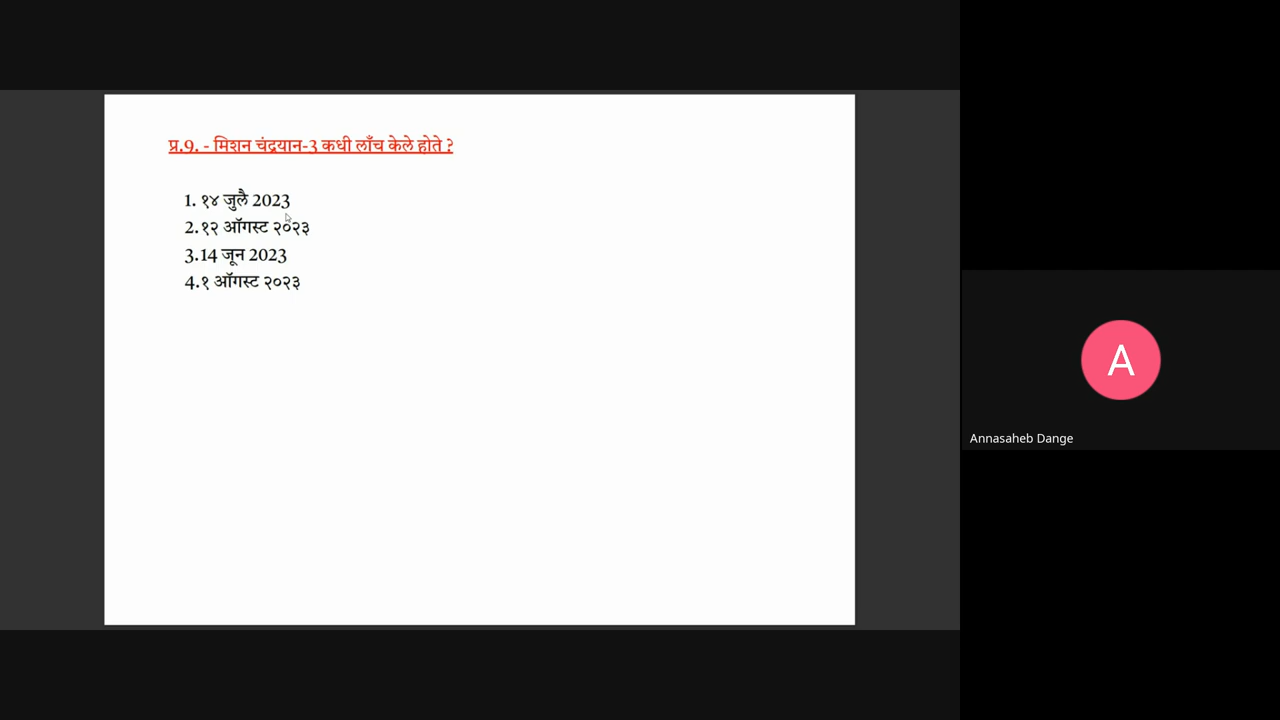 प्र.9. - मिशन चंद्रयान-3 कधी लाँच केले होते ?
1. १४ जुलै 2023
2.१२ ऑगस्ट २०२३
3.14 जून 2023
4.१ ऑगस्ट २०२३
A
Annasaheb Dange